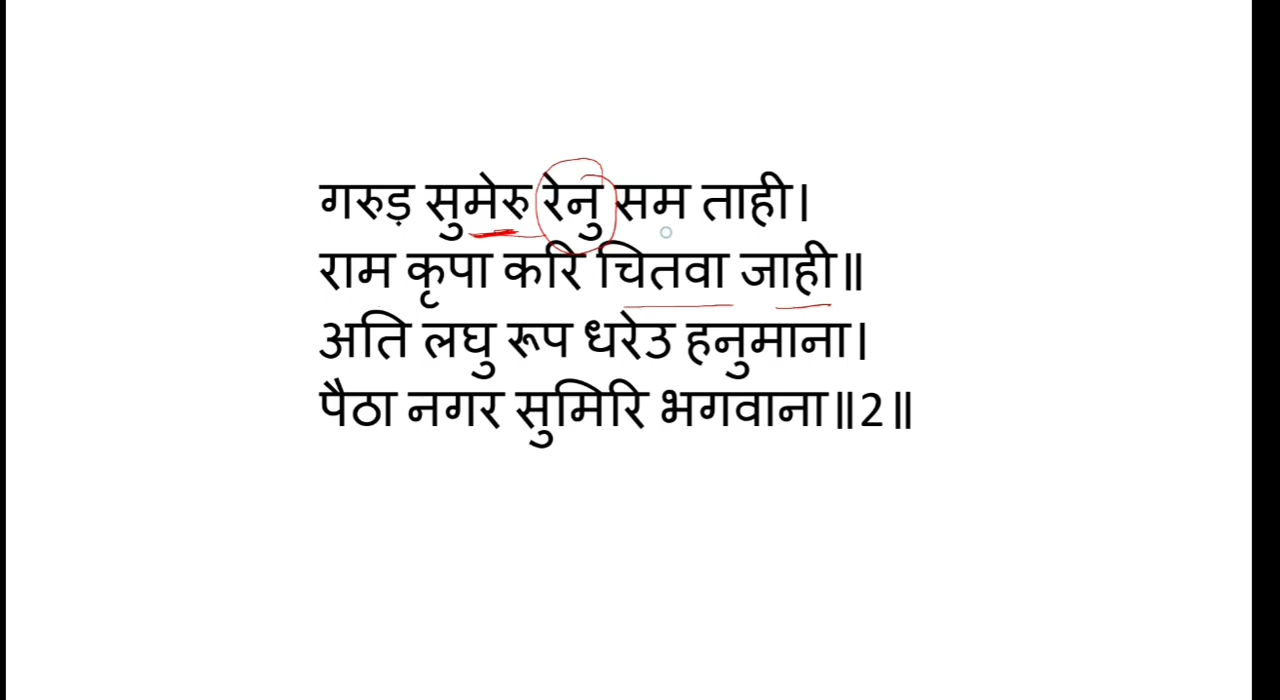 गरुड़ सुमेरु रेनु सम ताही।
राम कृपा करि चितवा जाही॥
अति लघु रूप धरेउ हनुमाना।
पैठा नगर सुमिरि भगवाना॥2॥